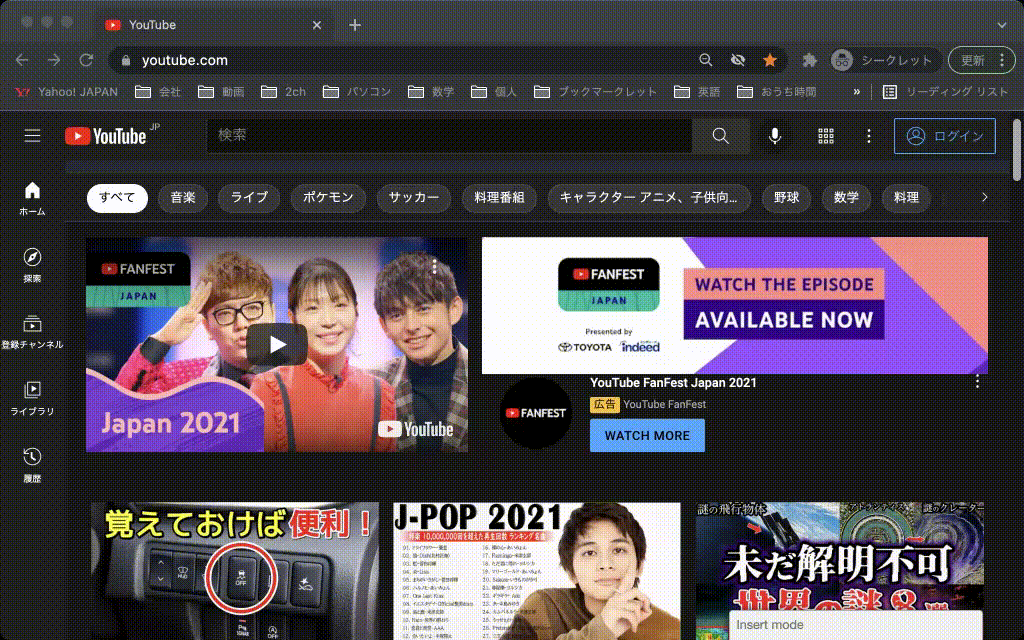 YouTube
youtube.com
シークレット
更新
Yahoo! JAPAN
会社
動画
2ch
パソコン
数学
個人
ブックマークレット
英語
おうち時間
»
リーディング リスト
YouTube JP
検索
ログイン
すべて
音楽
ライブ
ポケモン
サッカー
料理番組
キャラクター アニメ、子供向...
野球
数学
料理
ホーム
探索
登録チャンネル
ライブラリ
履歴
FANFEST
JAPAN
Japan 2021
YouTube
FANFEST
JAPAN
Presented by
TOYOTA indeed
WATCH THE EPISODE
AVAILABLE NOW
FANFEST
YouTube FanFest Japan 2021
広告 YouTube FanFest
WATCH MORE
覚えておけば便利！
OFF
J-POP 2021
謎の飛行物体
謎のクレーター
未だ解明不可
世界の謎8選
Insert mode